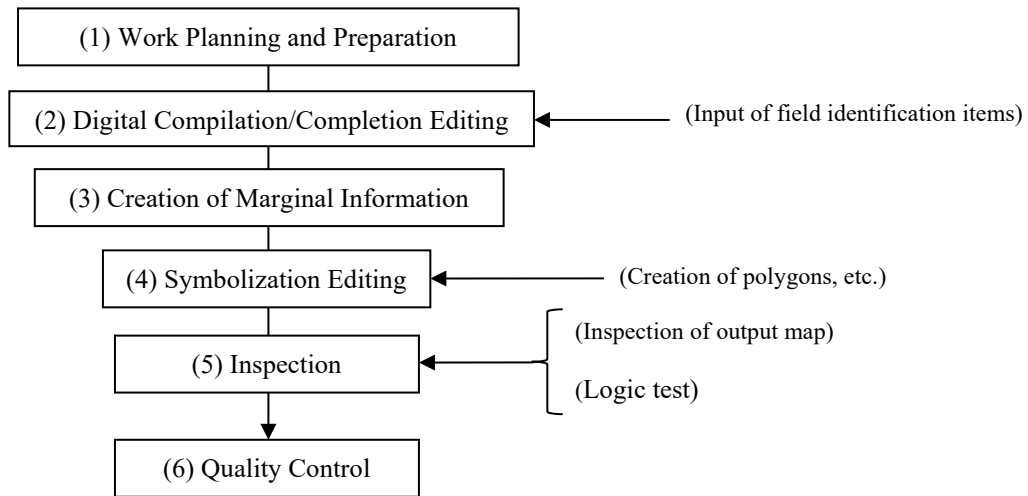 (1) Work Planning and Preparation
(2) Digital Compilation/Completion Editing
(Input of field identification items)
(3) Creation of Marginal Information
(4) Symbolization Editing
(Creation of polygons, etc.)
(Inspection of output map)
(5) Inspection
(Logic test)
(6) Quality Control